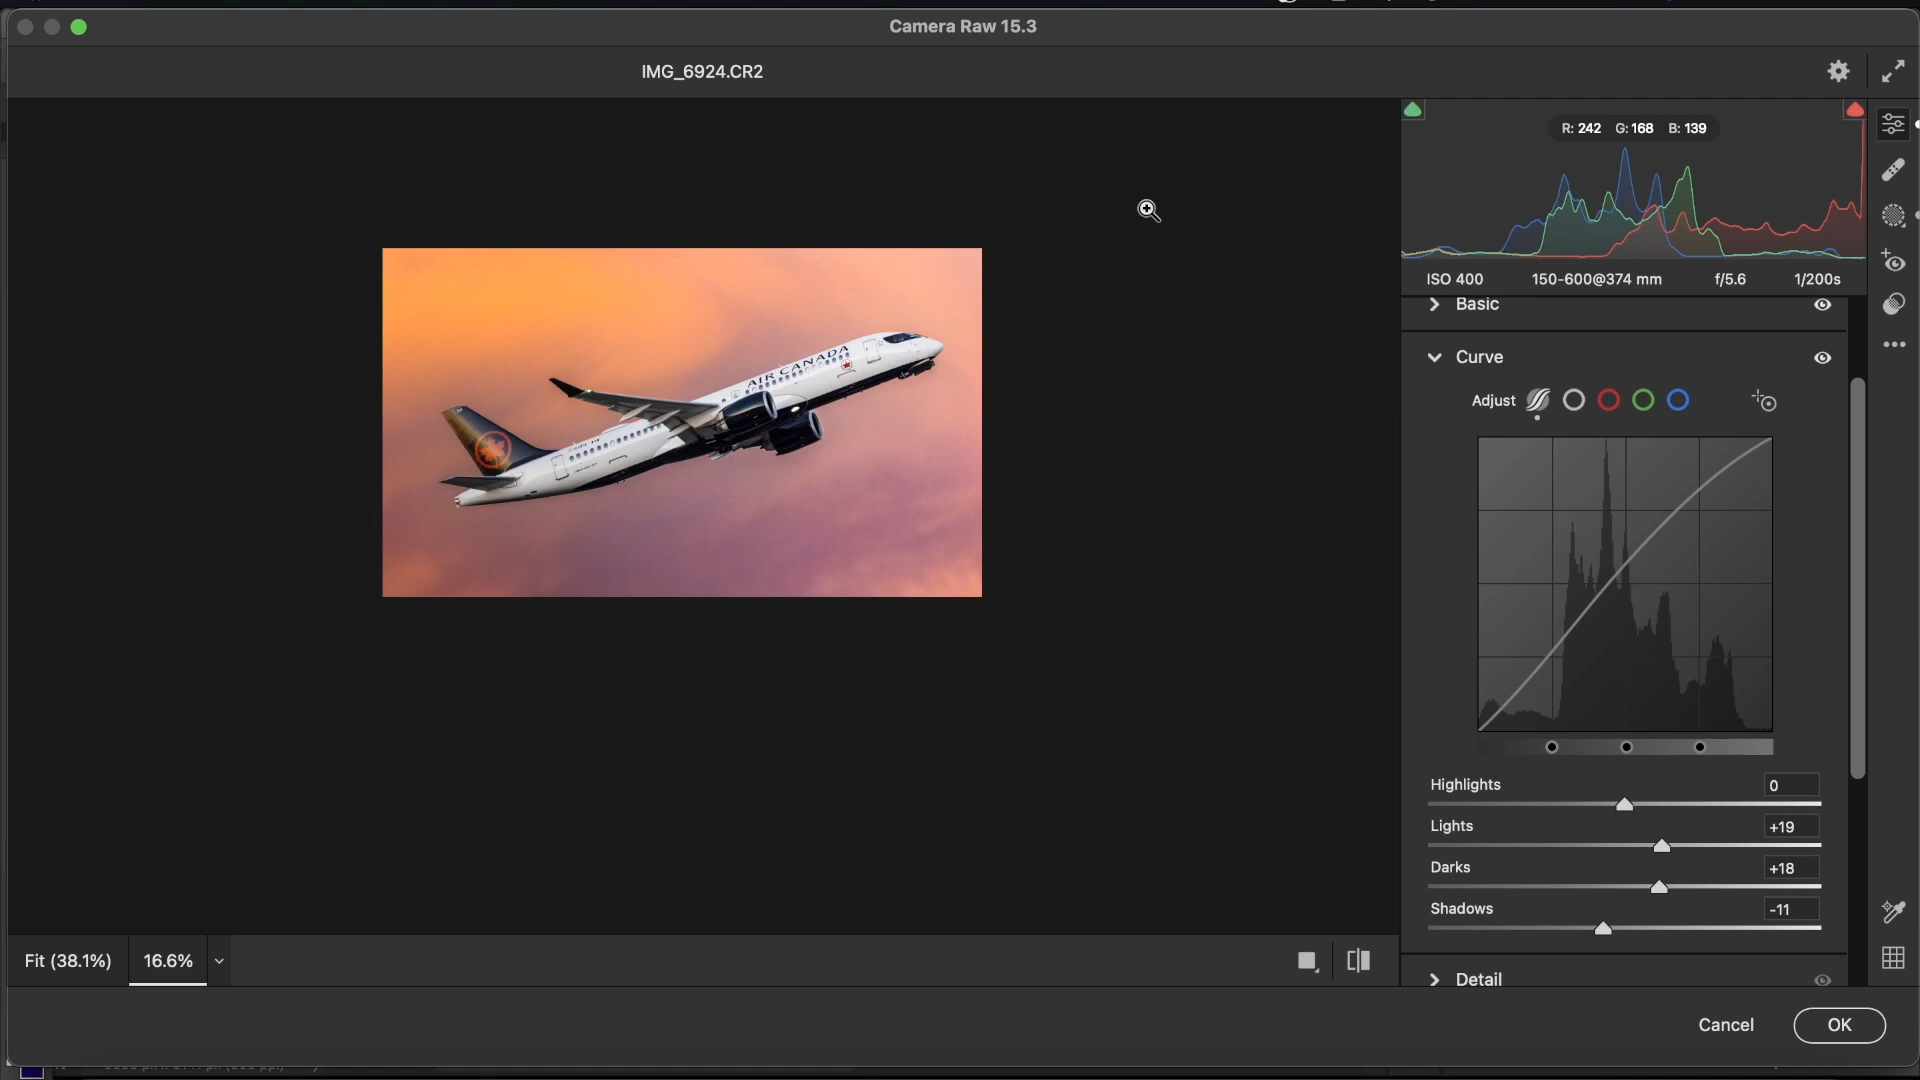 Camera Raw 15.3
IMG_6924.CR2
R: 242 G: 168 B: 139
ISO 400 150-600@374 mm f/5.6 1/200s
Basic
Curve
Adjust
AIR CANADA
Highlights 0
Lights +19
Darks +18
Shadows -11
Detail
Fit (38.1%) 16.6%
Cancel OK